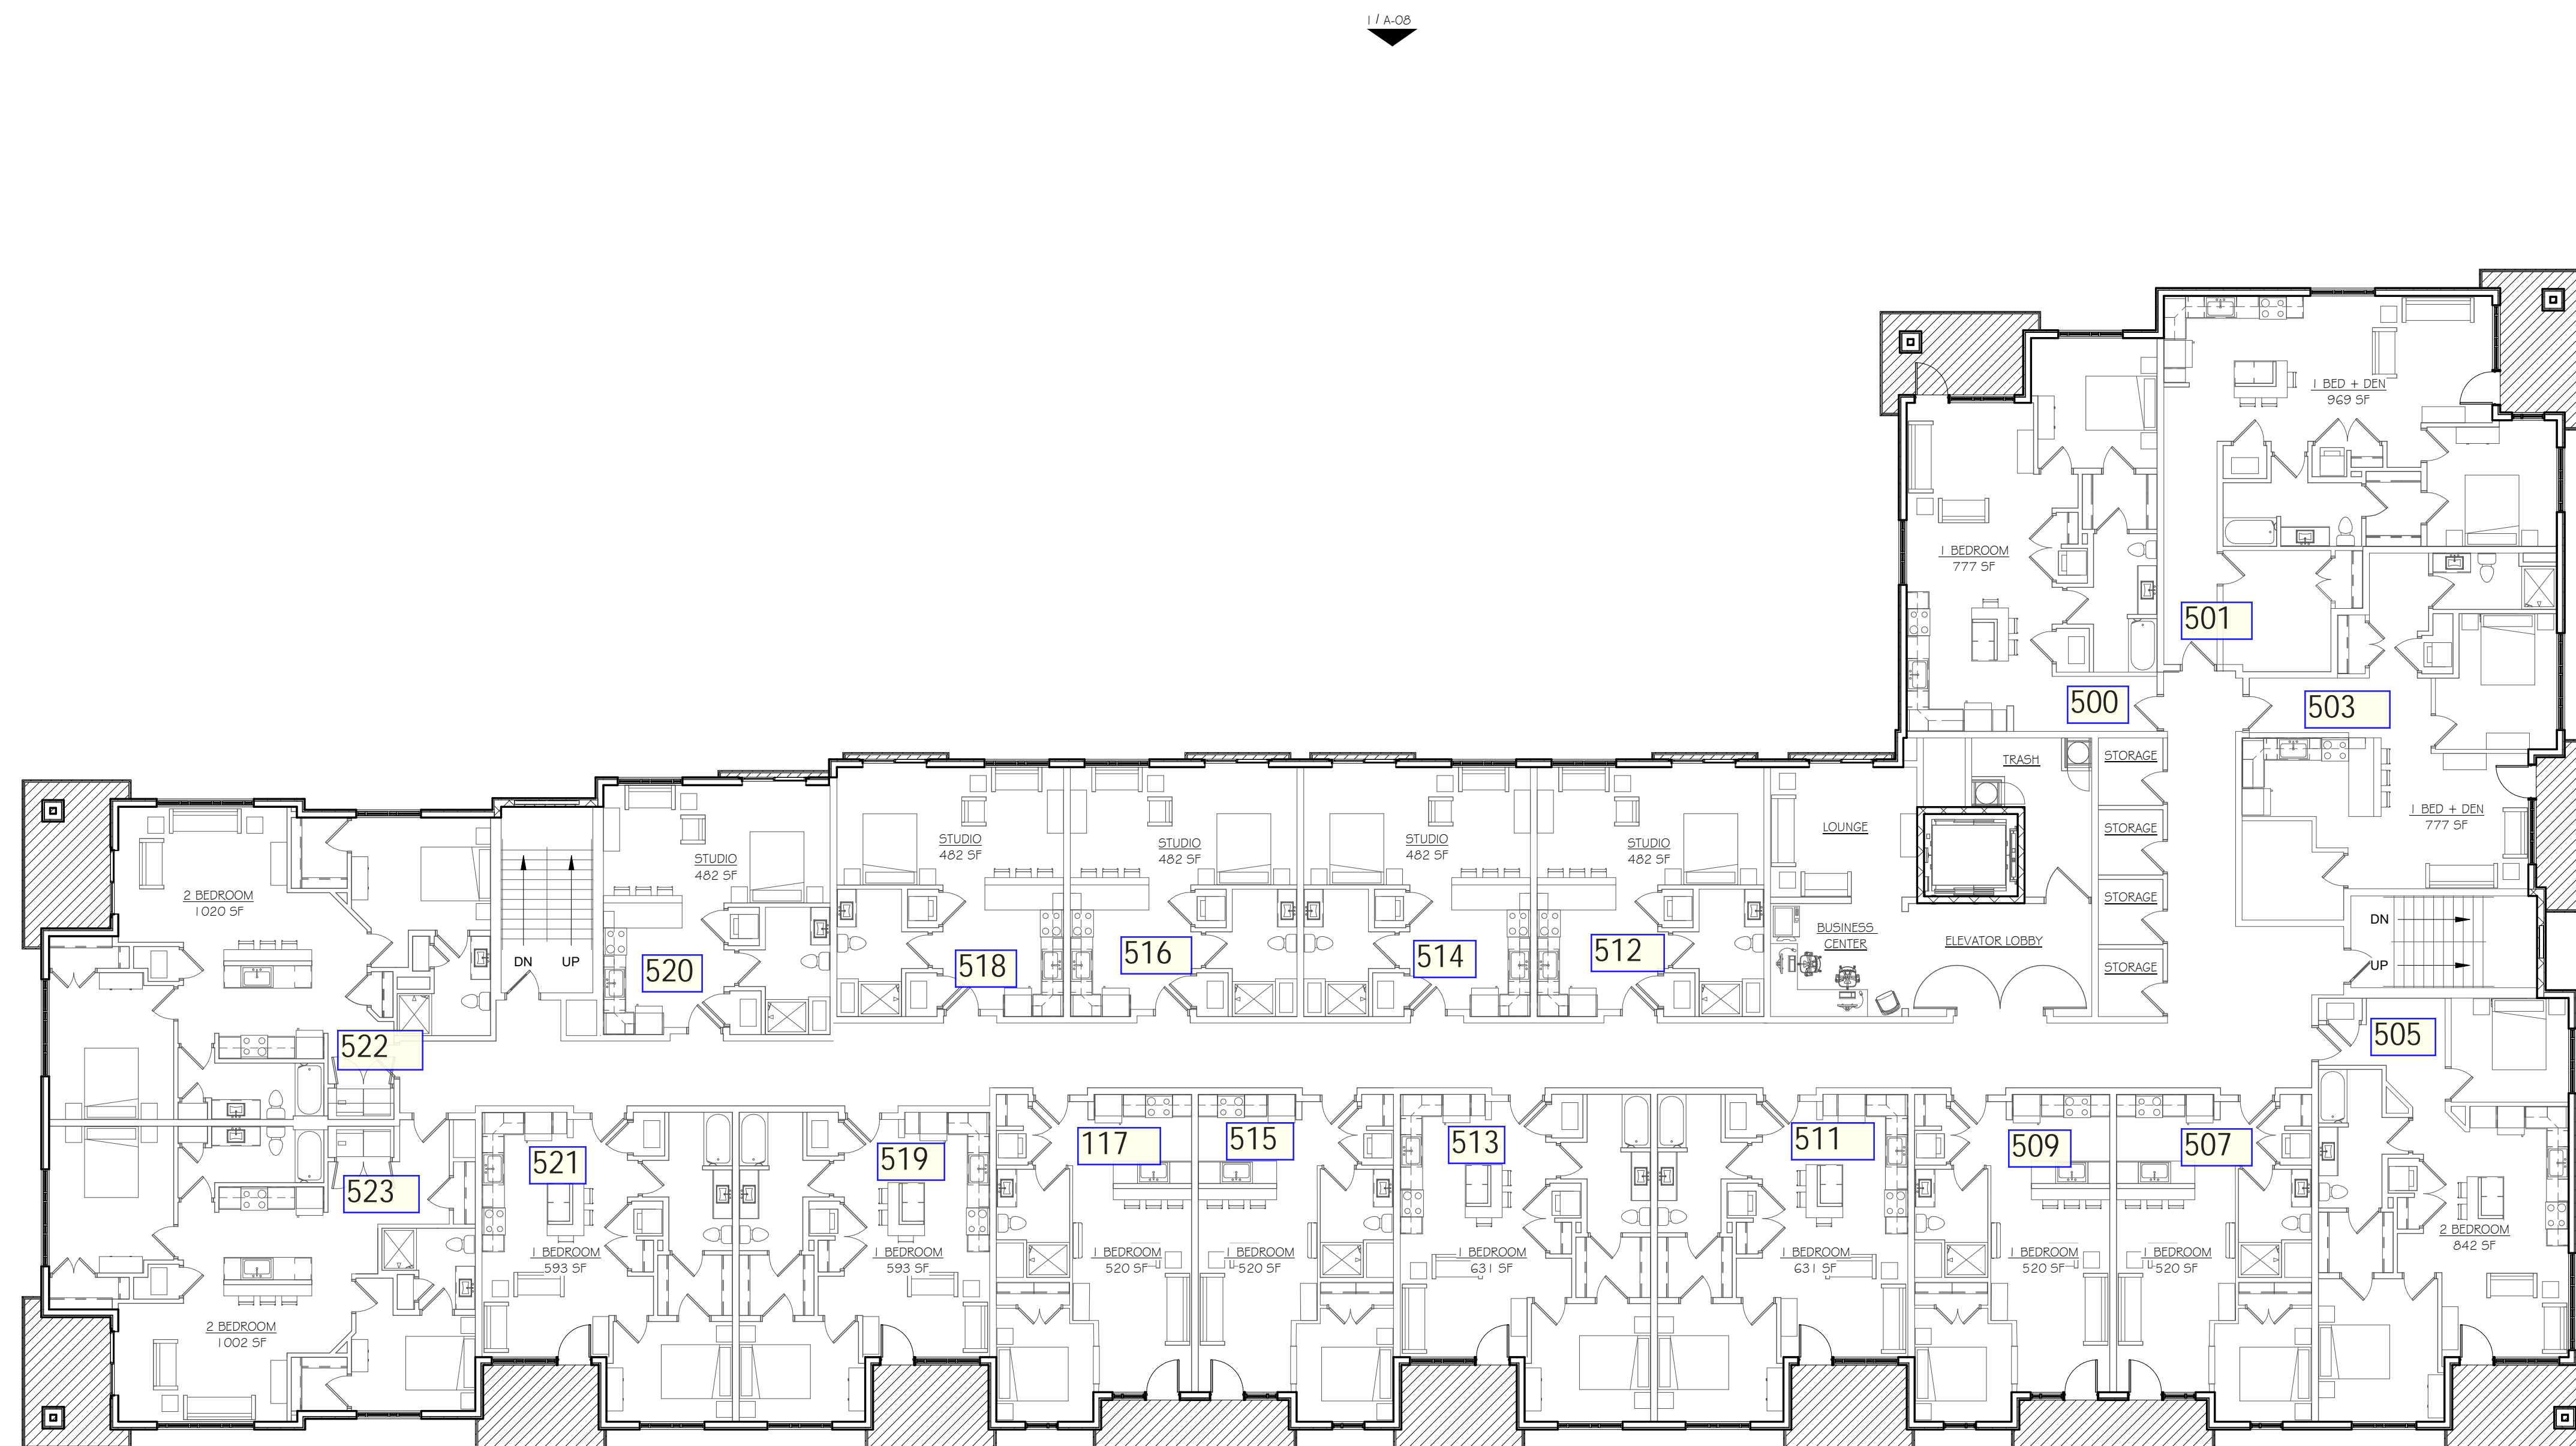 1 / A-08
1 BED + DEN
969 SF
1 BEDROOM
777 SF
501
500
503
TRASH
STORAGE
1 BED + DEN
777 SF
LOUNGE
STORAGE
STUDIO
482 SF
STUDIO
482 SF
STUDIO
482 SF
STUDIO
482 SF
STUDIO
482 SF
2 BEDROOM
1020 SF
STORAGE
DN
BUSINESS
CENTER
ELEVATOR LOBBY
DN
UP
520
518
516
514
512
STORAGE
UP
522
505
117
515
513
511
509
507
521
519
523
1 BEDROOM
593 SF
1 BEDROOM
593 SF
1 BEDROOM
520 SF
1 BEDROOM
520 SF
1 BEDROOM
631 SF
1 BEDROOM
631 SF
1 BEDROOM
520 SF
1 BEDROOM
520 SF
2 BEDROOM
842 SF
2 BEDROOM
1002 SF